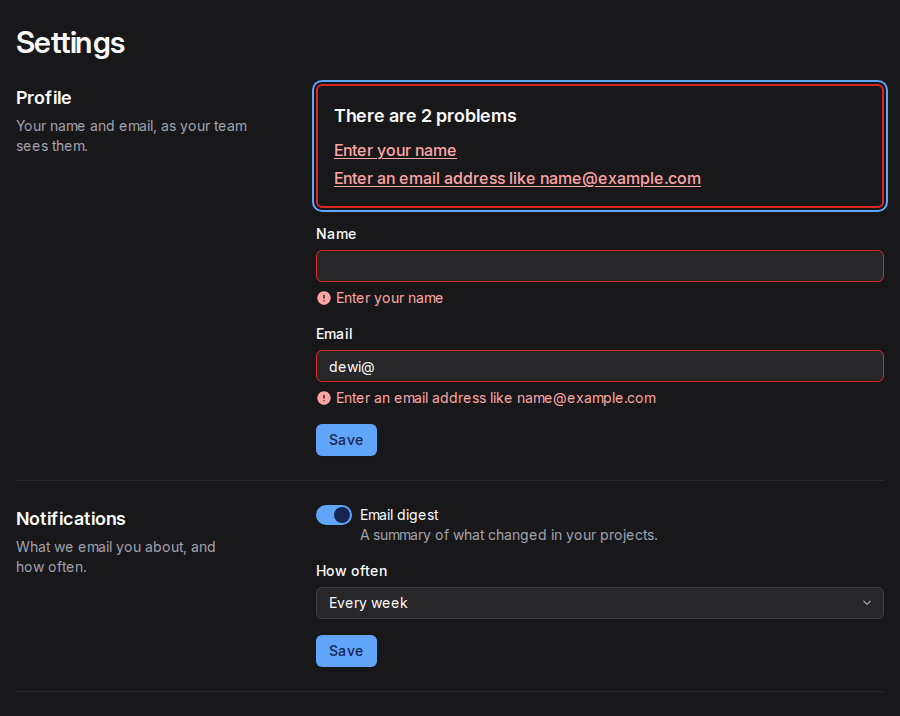 Settings
Profile
Your name and email, as your team
sees them.
There are 2 problems
Enter your name
Enter an email address like name@example.com
Name
Enter your name
Email
dewi@
Enter an email address like name@example.com
Save
Notifications
What we email you about, and
how often.
Email digest
A summary of what changed in your projects.
How often
Every week
Save